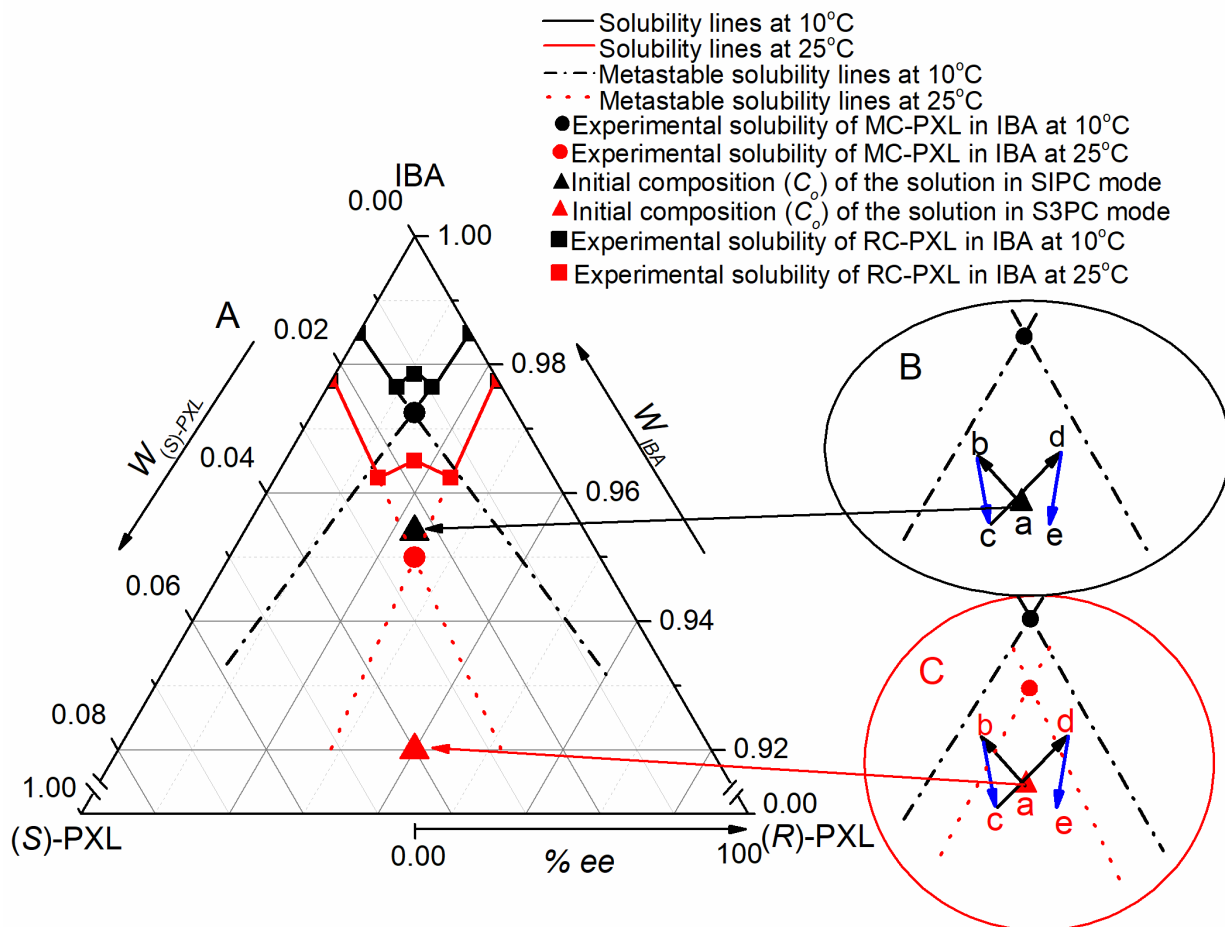 Solubility lines at 10°C
Solubility lines at 25°C
Metastable solubility lines at 10°C
Metastable solubility lines at 25°C
Experimental solubility of MC-PXL in IBA at 10°C
Experimental solubility of MC-PXL in IBA at 25°C
Initial composition (Co) of the solution in SIPC mode
Initial composition (Co) of the solution in S3PC mode
Experimental solubility of RC-PXL in IBA at 10°C
Experimental solubility of RC-PXL in IBA at 25°C
IBA
0.00
1.00
A
0.02
0.98
W(S)-PXL
WIBA
0.04
0.96
0.06
0.94
0.08
0.92
1.00
0.00
(S)-PXL
(R)-PXL
0.00
% ee
100
B
b
d
c
a
e
C
b
d
c
a
e